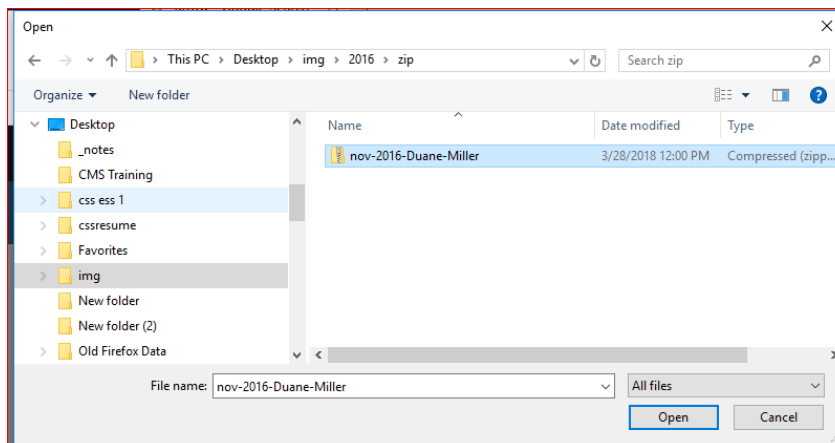 Open
This PC > Desktop > img > 2016 > zip
Search zip
Organize
New folder
Name
Date modified
Type
Desktop
_notes
CMS Training
css ess 1
cssresume
Favorites
img
New folder
New folder (2)
Old Firefox Data
nov-2016-Duane-Miller
3/28/2018 12:00 PM
Compressed (zipp...
File name:
nov-2016-Duane-Miller
All files
Open
Cancel